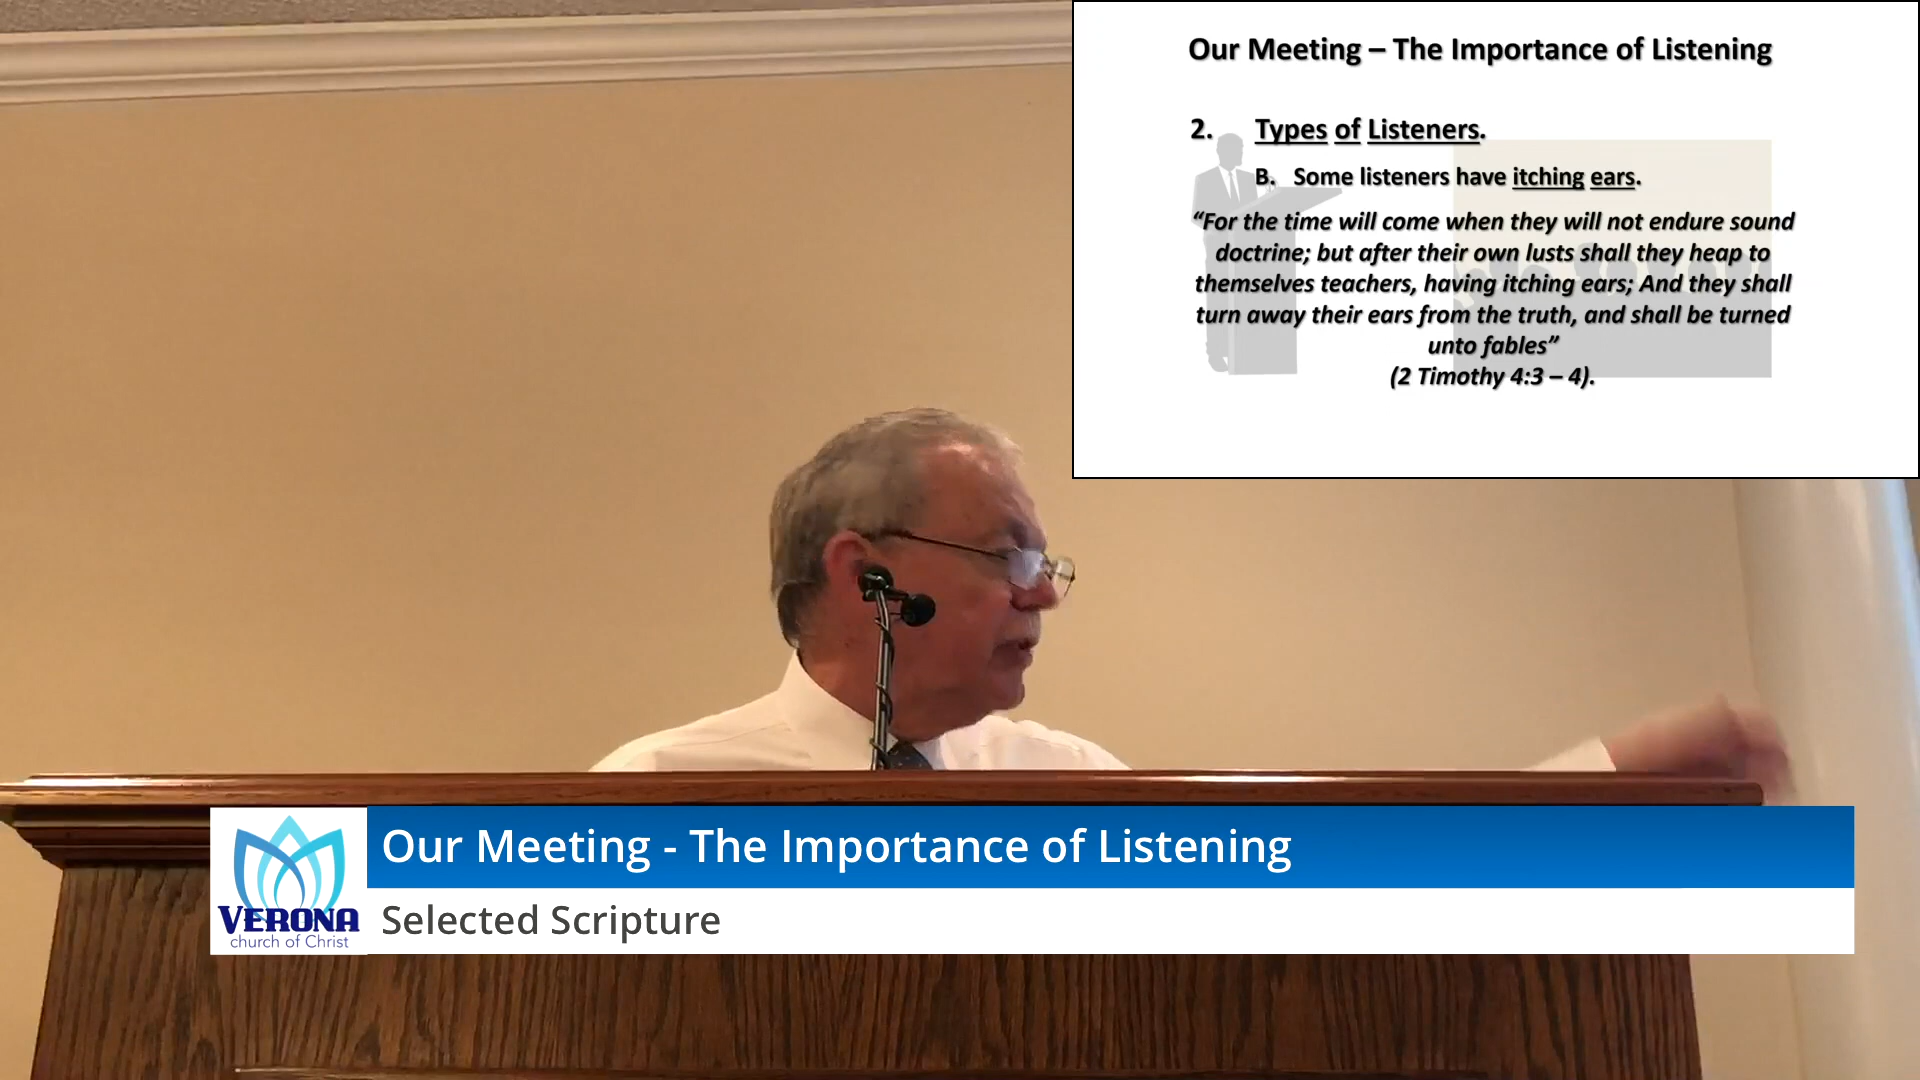 Our Meeting – The Importance of Listening
2. Types of Listeners.
B. Some listeners have itching ears.
“For the time will come when they will not endure sound
doctrine; but after their own lusts shall they heap to
themselves teachers, having itching ears; And they shall
turn away their ears from the truth, and shall be turned
unto fables”
(2 Timothy 4:3 – 4).
Our Meeting - The Importance of Listening
VERONA
church of Christ
Selected Scripture